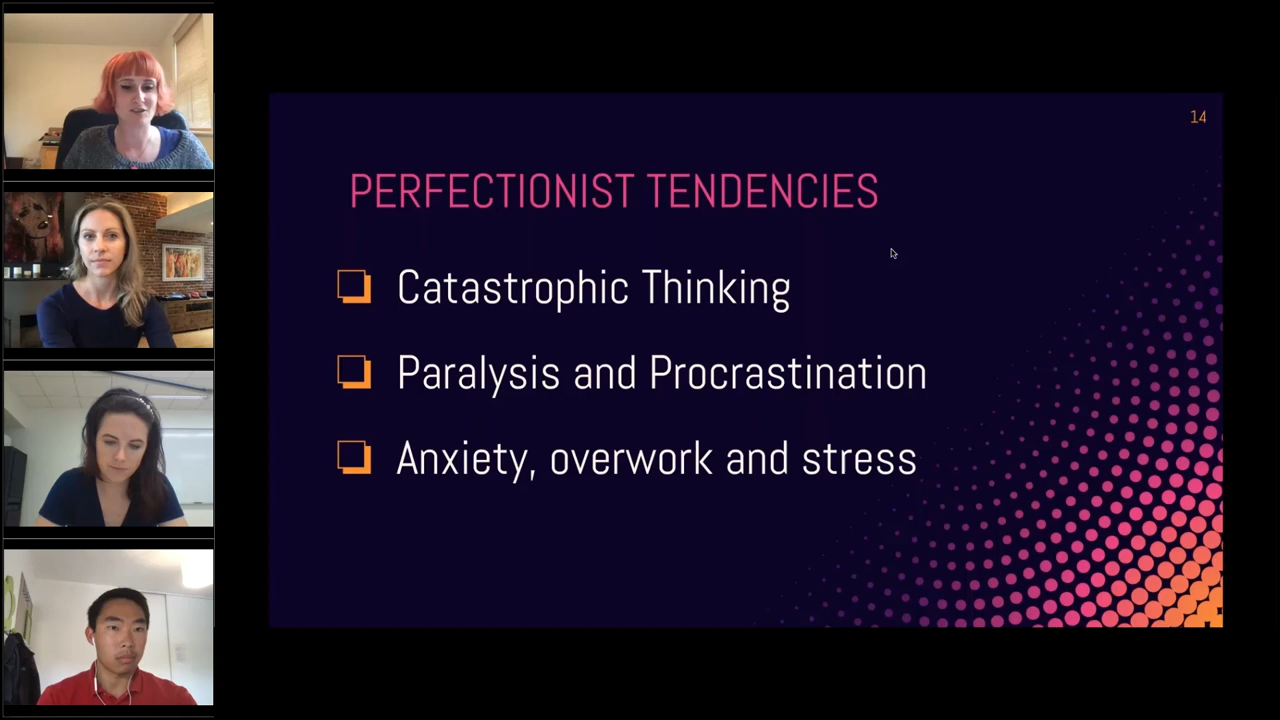 14
PERFECTIONIST TENDENCIES
Catastrophic Thinking
Paralysis and Procrastination
Anxiety, overwork and stress